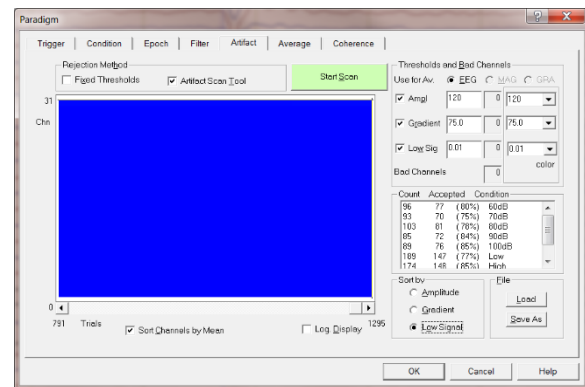 Paradigm
Trigger Condition Epoch Filter Artifact Average Coherence
Rejection Method
Fixed Thresholds Artifact Scan Tool
Start Scan
31
Chn
0
791 Trials 1295
Sort Channels by Mean Log. Display
Thresholds and Bad Channels
Use for Av. EEG MAG GRA
Ampl 120 0 120
Gradient 75.0 0 75.0
Low Sig 0.01 0 0.01
color
Bad Channels 0
Count Accepted Condition
96 77 (80%) 60dB
93 70 (75%) 70dB
103 81 (78%) 80dB
85 72 (84%) 90dB
89 76 (85%) 100dB
189 147 (77%) Low
174 148 (85%) High
Sort by
Amplitude
Gradient
Low Signal
File
Load
Save As
OK Cancel Help